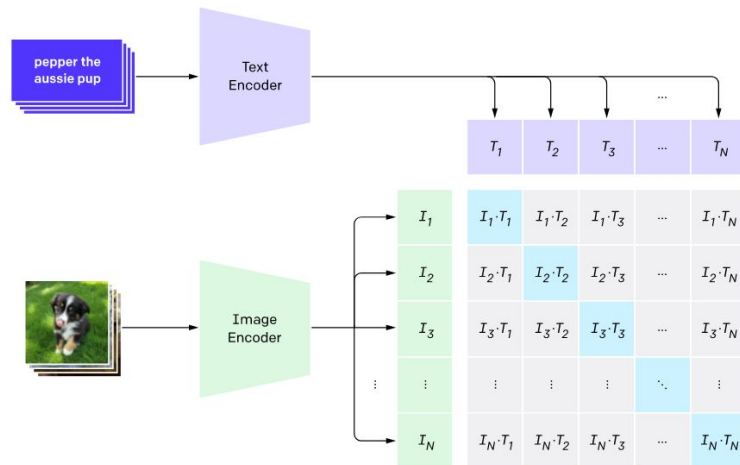 pepper the
aussie pup
Text
Encoder
...
T1 T2 T3 ... TN
I1 I1·T1 I1·T2 I1·T3 ... I1·TN
I2 I2·T1 I2·T2 I2·T3 ... I2·TN
Image
Encoder
I3 I3·T1 I3·T2 I3·T3 ... I3·TN
⋮ ⋮ ⋮ ⋮ ⋮ ⋱ ⋮
IN IN·T1 IN·T2 IN·T3 ... IN·TN